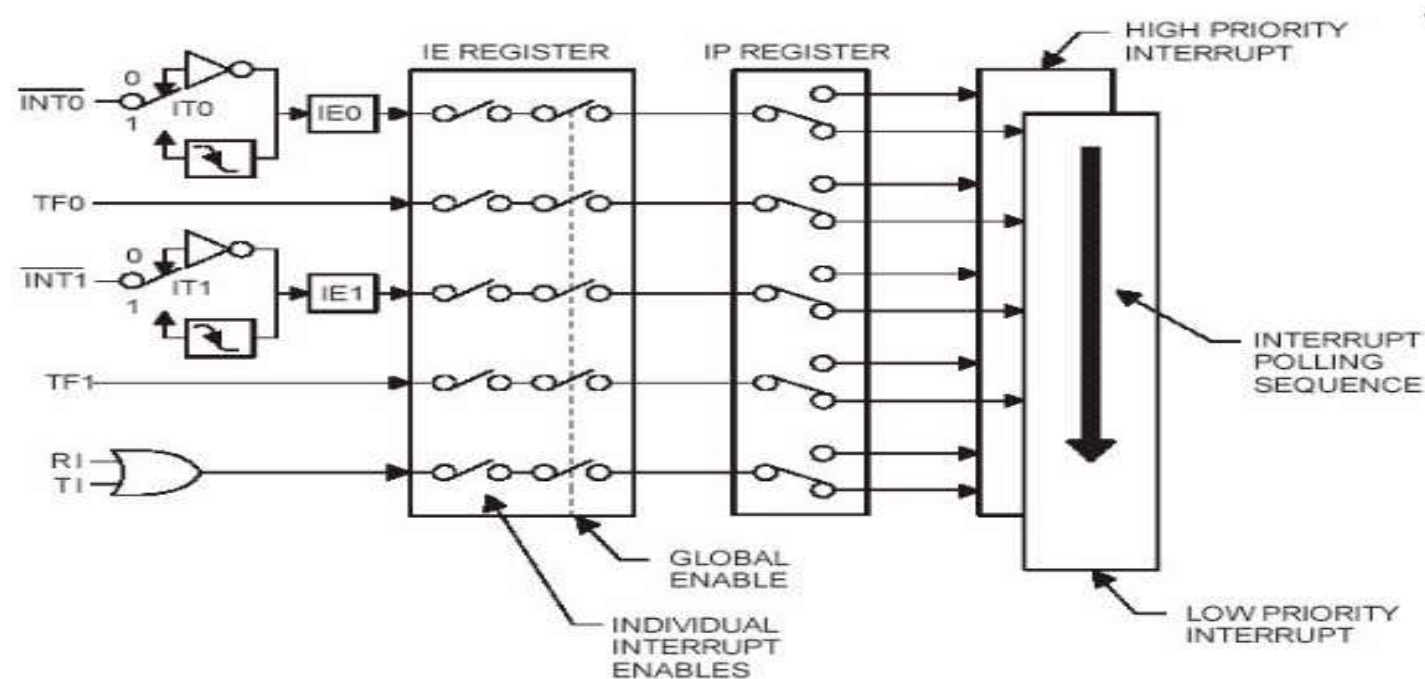 HIGH PRIORITY
INTERRUPT
IE REGISTER
IP REGISTER
INT0
0
1
IT0
IE0
TF0
INT1
0
1
IT1
IE1
TF1
RI
TI
INTERRUPT
POLLING
SEQUENCE
GLOBAL
ENABLE
INDIVIDUAL
INTERRUPT
ENABLES
LOW PRIORITY
INTERRUPT